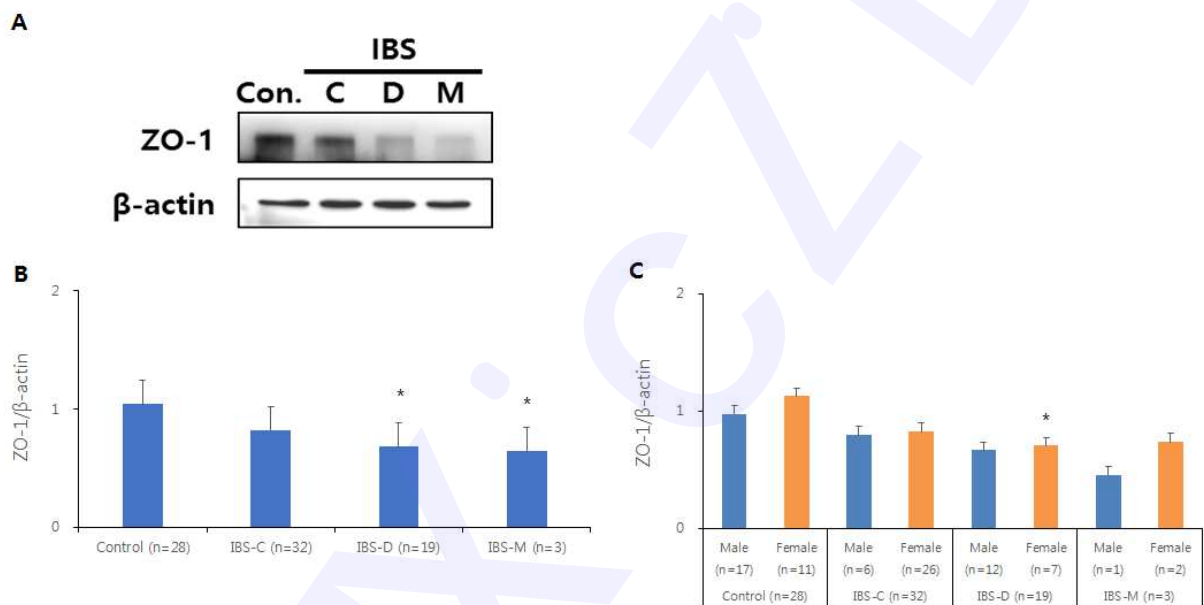 A
IBS
Con. C D M
ZO-1
β-actin
B
2
1
0
ZO-1/β-actin
* *
Control (n=28) IBS-C (n=32) IBS-D (n=19) IBS-M (n=3)
C
2
1
0
ZO-1/β-actin
*
Male Female Male Female Male Female Male Female
(n=17) (n=11) (n=6) (n=26) (n=12) (n=7) (n=1) (n=2)
Control (n=28) IBS-C (n=32) IBS-D (n=19) IBS-M (n=3)